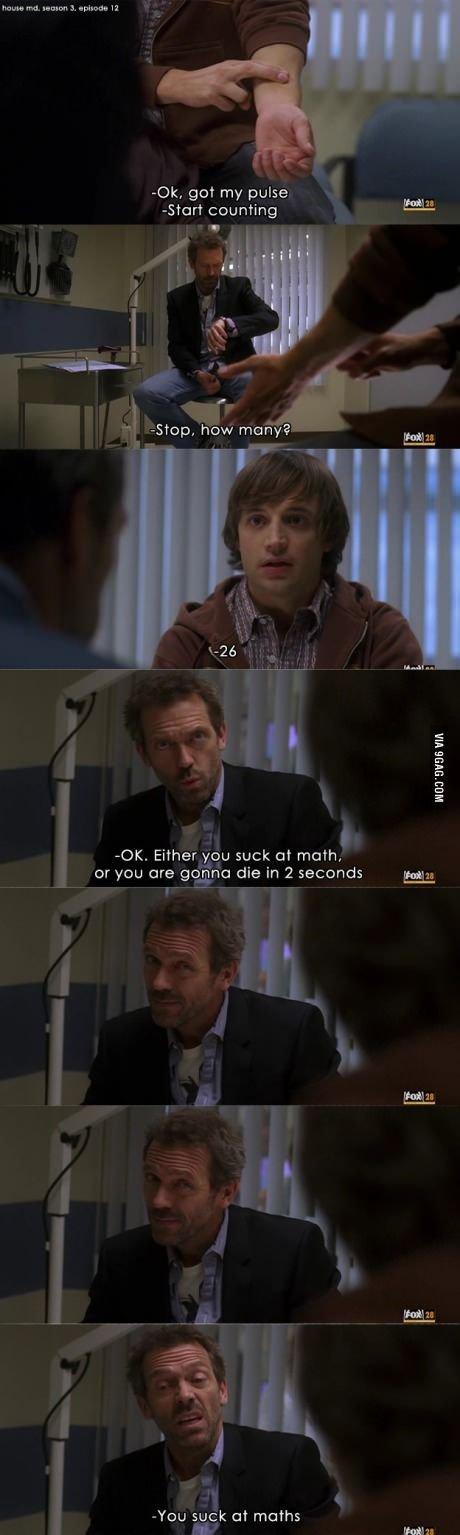 house md, season 3, episode 12
-Ok, got my pulse
-Start counting
FOX 28
-Stop, how many?
FOX 28
-26
VIA 9GAG.COM
-OK. Either you suck at math,
or you are gonna die in 2 seconds
FOX 28
FOX 28
FOX 28
-You suck at maths
FOX 28